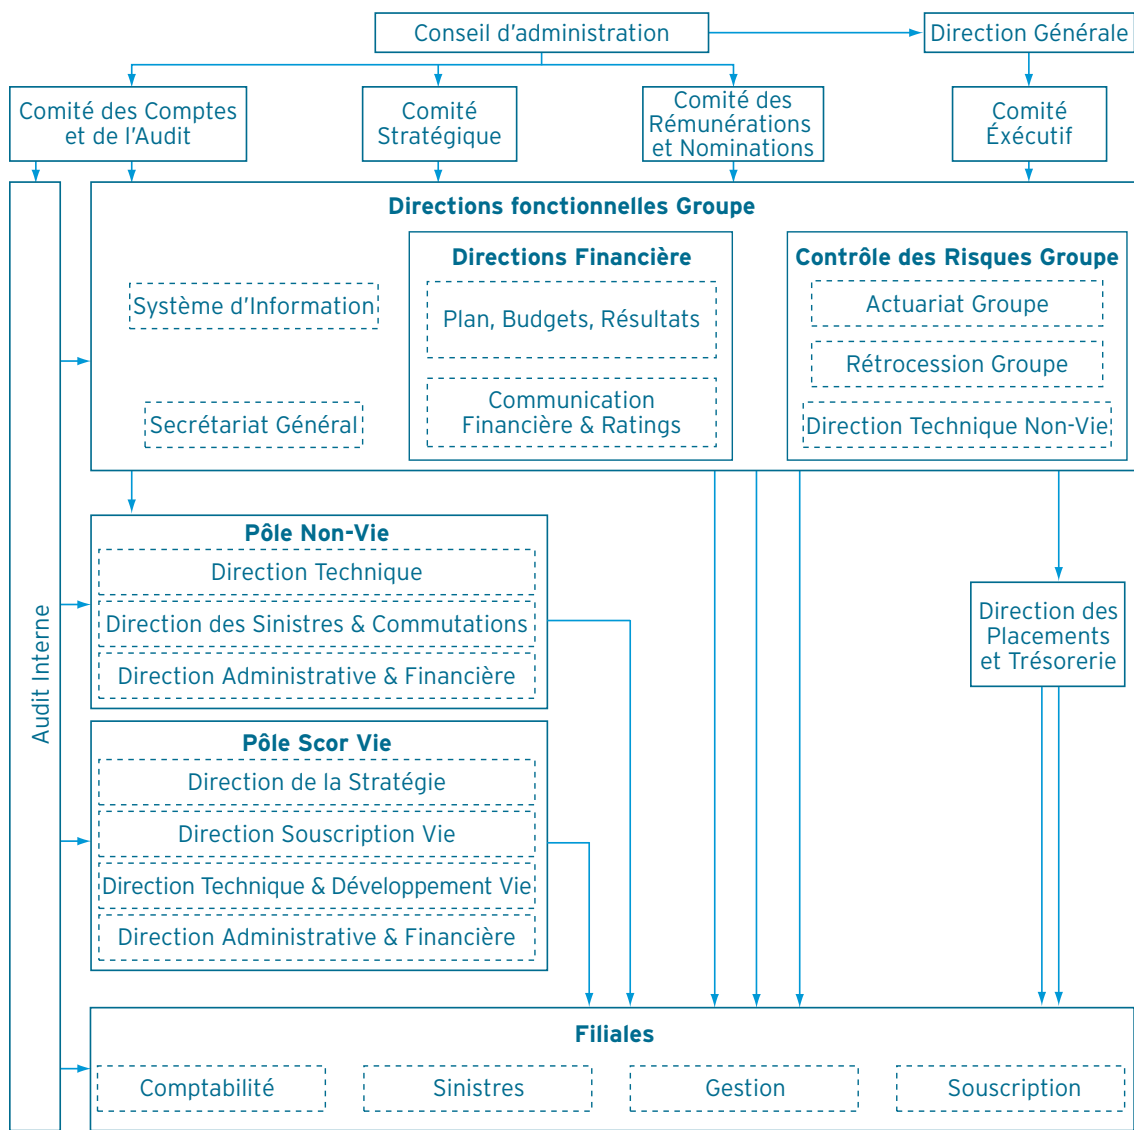 Conseil d'administration
Direction Générale
Comité des Comptes
et de l'Audit
Comité
Stratégique
Comité des
Rémunérations
et Nominations
Comité
Éxécutif
Directions fonctionnelles Groupe
Système d'Information
Secrétariat Général
Directions Financière
Plan, Budgets, Résultats
Communication
Financière & Ratings
Contrôle des Risques Groupe
Actuariat Groupe
Rétrocession Groupe
Direction Technique Non-Vie
Audit Interne
Pôle Non-Vie
Direction Technique
Direction des Sinistres & Commutations
Direction Administrative & Financière
Direction des
Placements
et Trésorerie
Pôle Scor Vie
Direction de la Stratégie
Direction Souscription Vie
Direction Technique & Développement Vie
Direction Administrative & Financière
Filiales
Comptabilité
Sinistres
Gestion
Souscription